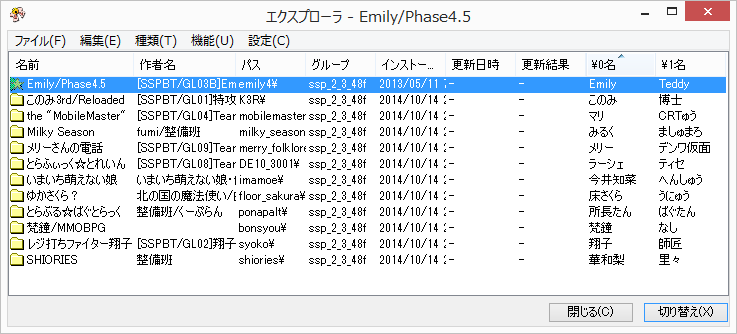 エクスプローラ - Emily/Phase4.5
ファイル(F) 編集(E) 種類(T) 機能(U) 設定(C)
名前 作者名 パス グループ インストー... 更新日時 更新結果 ¥0名 ¥1名
Emily/Phase4.5 [SSPBT/GL03B]Em emily4¥ ssp_2_3_48f 2013/05/11 - - Emily Teddy
このみ3rd/Reloaded [SSPBT/GL01]特攻 K3R¥ ssp_2_3_48f 2014/10/14 2 - - このみ 博士
the "MobileMaster" [SSPBT/GL04]Tear mobilemaster ssp_2_3_48f 2014/10/14 2 - - マリ CRTゅう
Milky Season fumi/整備班 milky_season ssp_2_3_48f 2014/10/14 2 - - みるく ましゅまろ
メリーさんの電話 [SSPBT/GL09]Tear merry_folklore ssp_2_3_48f 2014/10/14 2 - - メリー デンワ仮面
とらふぃっく☆とれいん [SSPBT/GL08]Tear DE10_3001¥ ssp_2_3_48f 2014/10/14 2 - - ラーシェ ティセ
いまいち萌えない娘 いまいち萌えない娘・ imamoe¥ ssp_2_3_48f 2014/10/14 2 - - 今井知菜 へんしゅう
ゆかさくら? 北の国の魔法使い/ floor_sakura¥ ssp_2_3_48f 2014/10/14 2 - - 床さくら うにゅう
とらぶる☆ばぐとらっく 整備班/くーぷらん ponapalt¥ ssp_2_3_48f 2014/10/14 2 - - 所長たん ばぐたん
梵鐘/MMOBPG bonsyou¥ ssp_2_3_48f 2014/10/14 2 - - 梵鐘 なし
レジ打ちファイター翔子 [SSPBT/GL02]翔子 syoko¥ ssp_2_3_48f 2014/10/14 2 - - 翔子 師匠
SHIORIES 整備班 shiories¥ ssp_2_3_48f 2014/10/14 2 - - 華和梨 里々
閉じる(C) 切り替え(X)